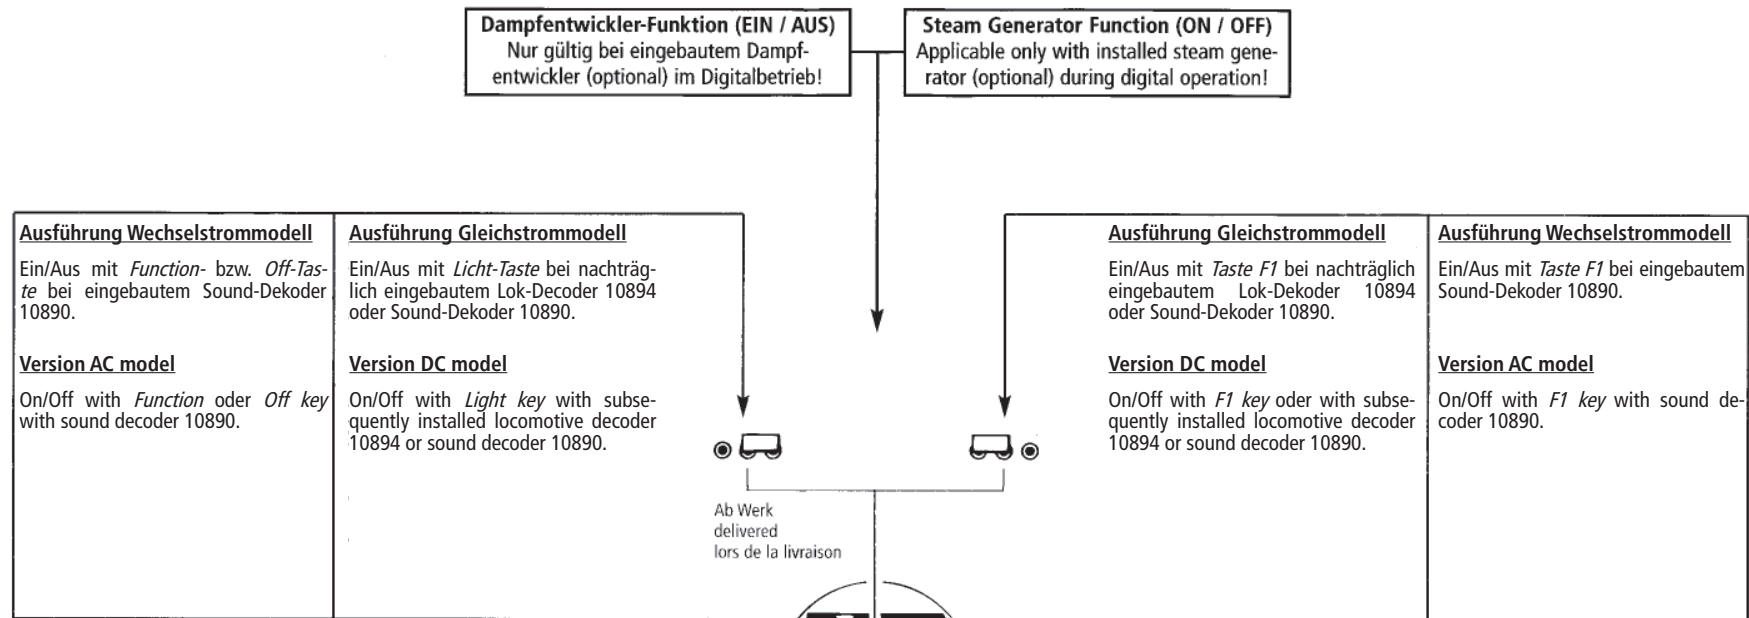 Dampfentwickler-Funktion (EIN / AUS)
Nur gültig bei eingebautem Dampf-
entwickler (optional) im Digitalbetrieb!
Steam Generator Function (ON / OFF)
Applicable only with installed steam gene-
rator (optional) during digital operation!
Ausführung Wechselstrommodell
Ein/Aus mit Function- bzw. Off-Tas-
te bei eingebautem Sound-Dekoder
10890.
Version AC model
On/Off with Function oder Off key
with sound decoder 10890.
Ausführung Gleichstrommodell
Ein/Aus mit Licht-Taste bei nachträg-
lich eingebautem Lok-Decoder 10894
oder Sound-Dekoder 10890.
Version DC model
On/Off with Light key with subse-
quently installed locomotive decoder
10894 or sound decoder 10890.
Ausführung Gleichstrommodell
Ein/Aus mit Taste F1 bei nachträglich
eingebautem Lok-Dekoder 10894
oder Sound-Dekoder 10890.
Version DC model
On/Off with F1 key oder with subse-
quently installed locomotive decoder
10894 or sound decoder 10890.
Ausführung Wechselstrommodell
Ein/Aus mit Taste F1 bei eingebautem
Sound-Dekoder 10890.
Version AC model
On/Off with F1 key with sound de-
coder 10890.
Ab Werk
delivered
lors de la livraison